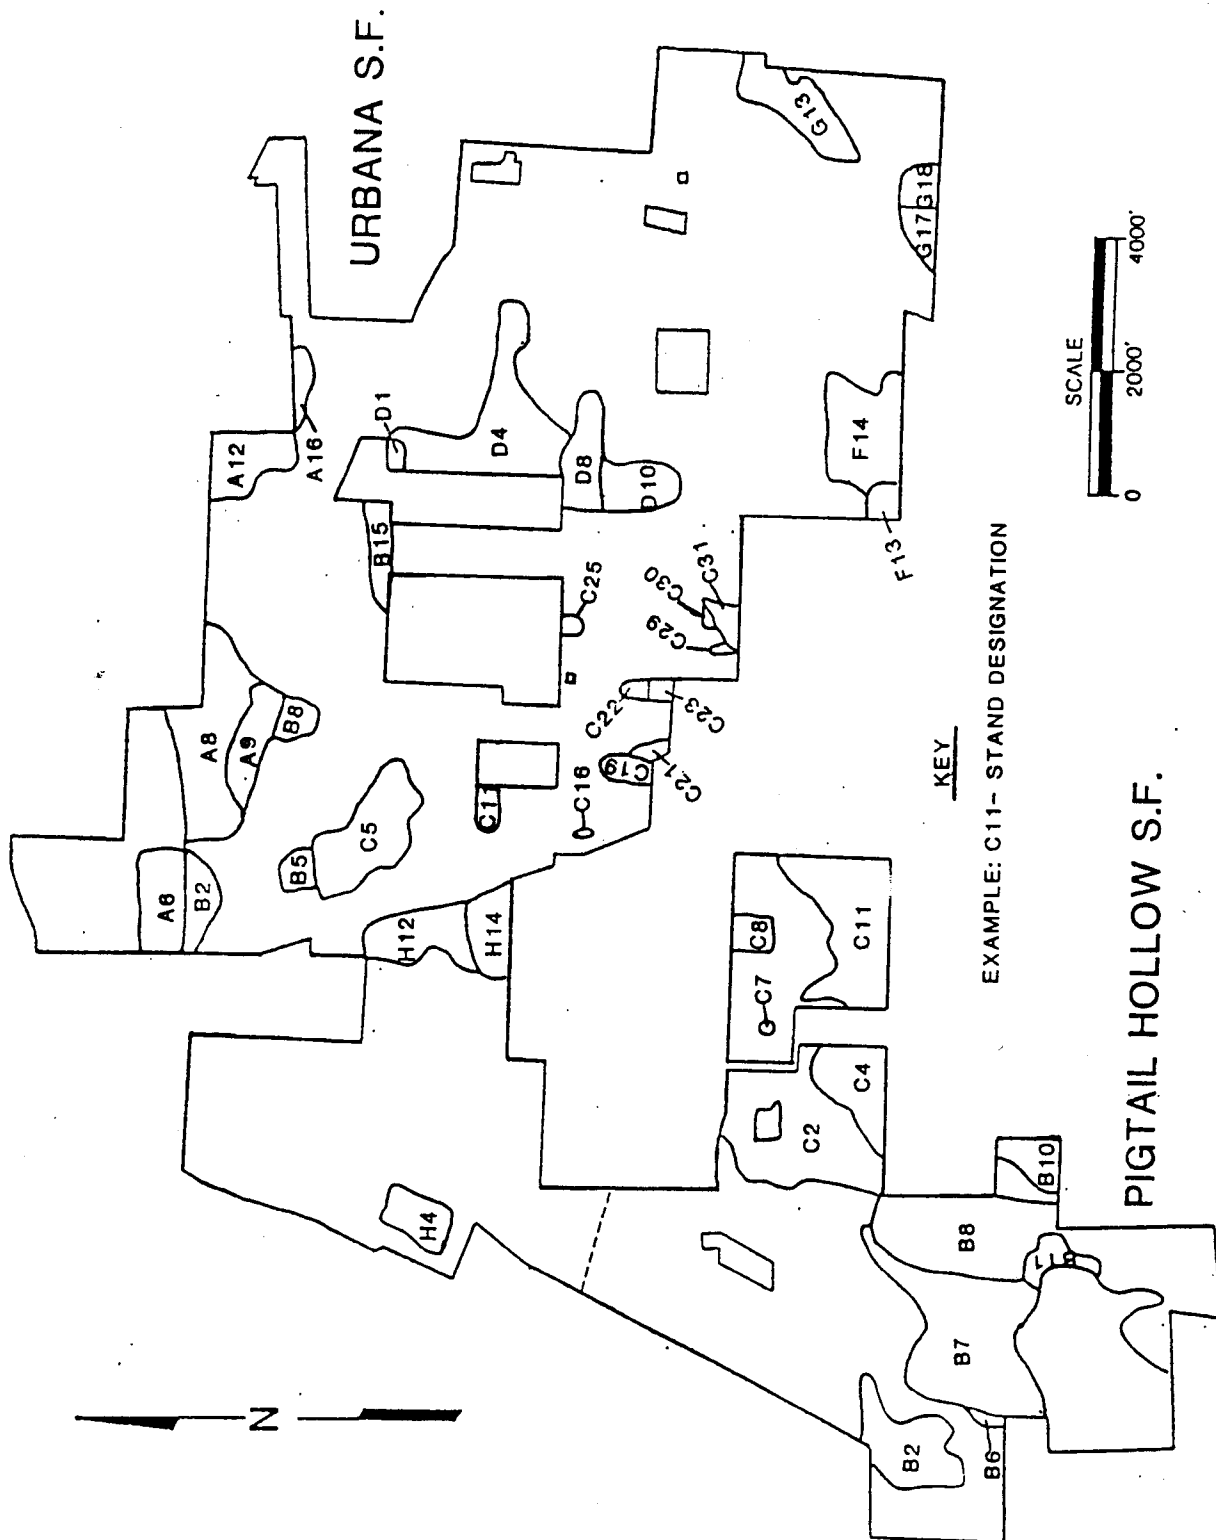 URBANA S.F.
A12
A16
D1
D4
D8
D10
B15
A8
A9
B8
C25
G13
G17
G18
F14
F13
C30
C31
C29
C22
C23
C19
C21
C16
C11
C5
B5
A6
B2
H12
H14
C8
C7
C11
C4
C2
H4
B10
B8
B7
B2
B6
N
SCALE
0 2000' 4000'
KEY
EXAMPLE: C11- STAND DESIGNATION
PIGTAIL HOLLOW S.F.